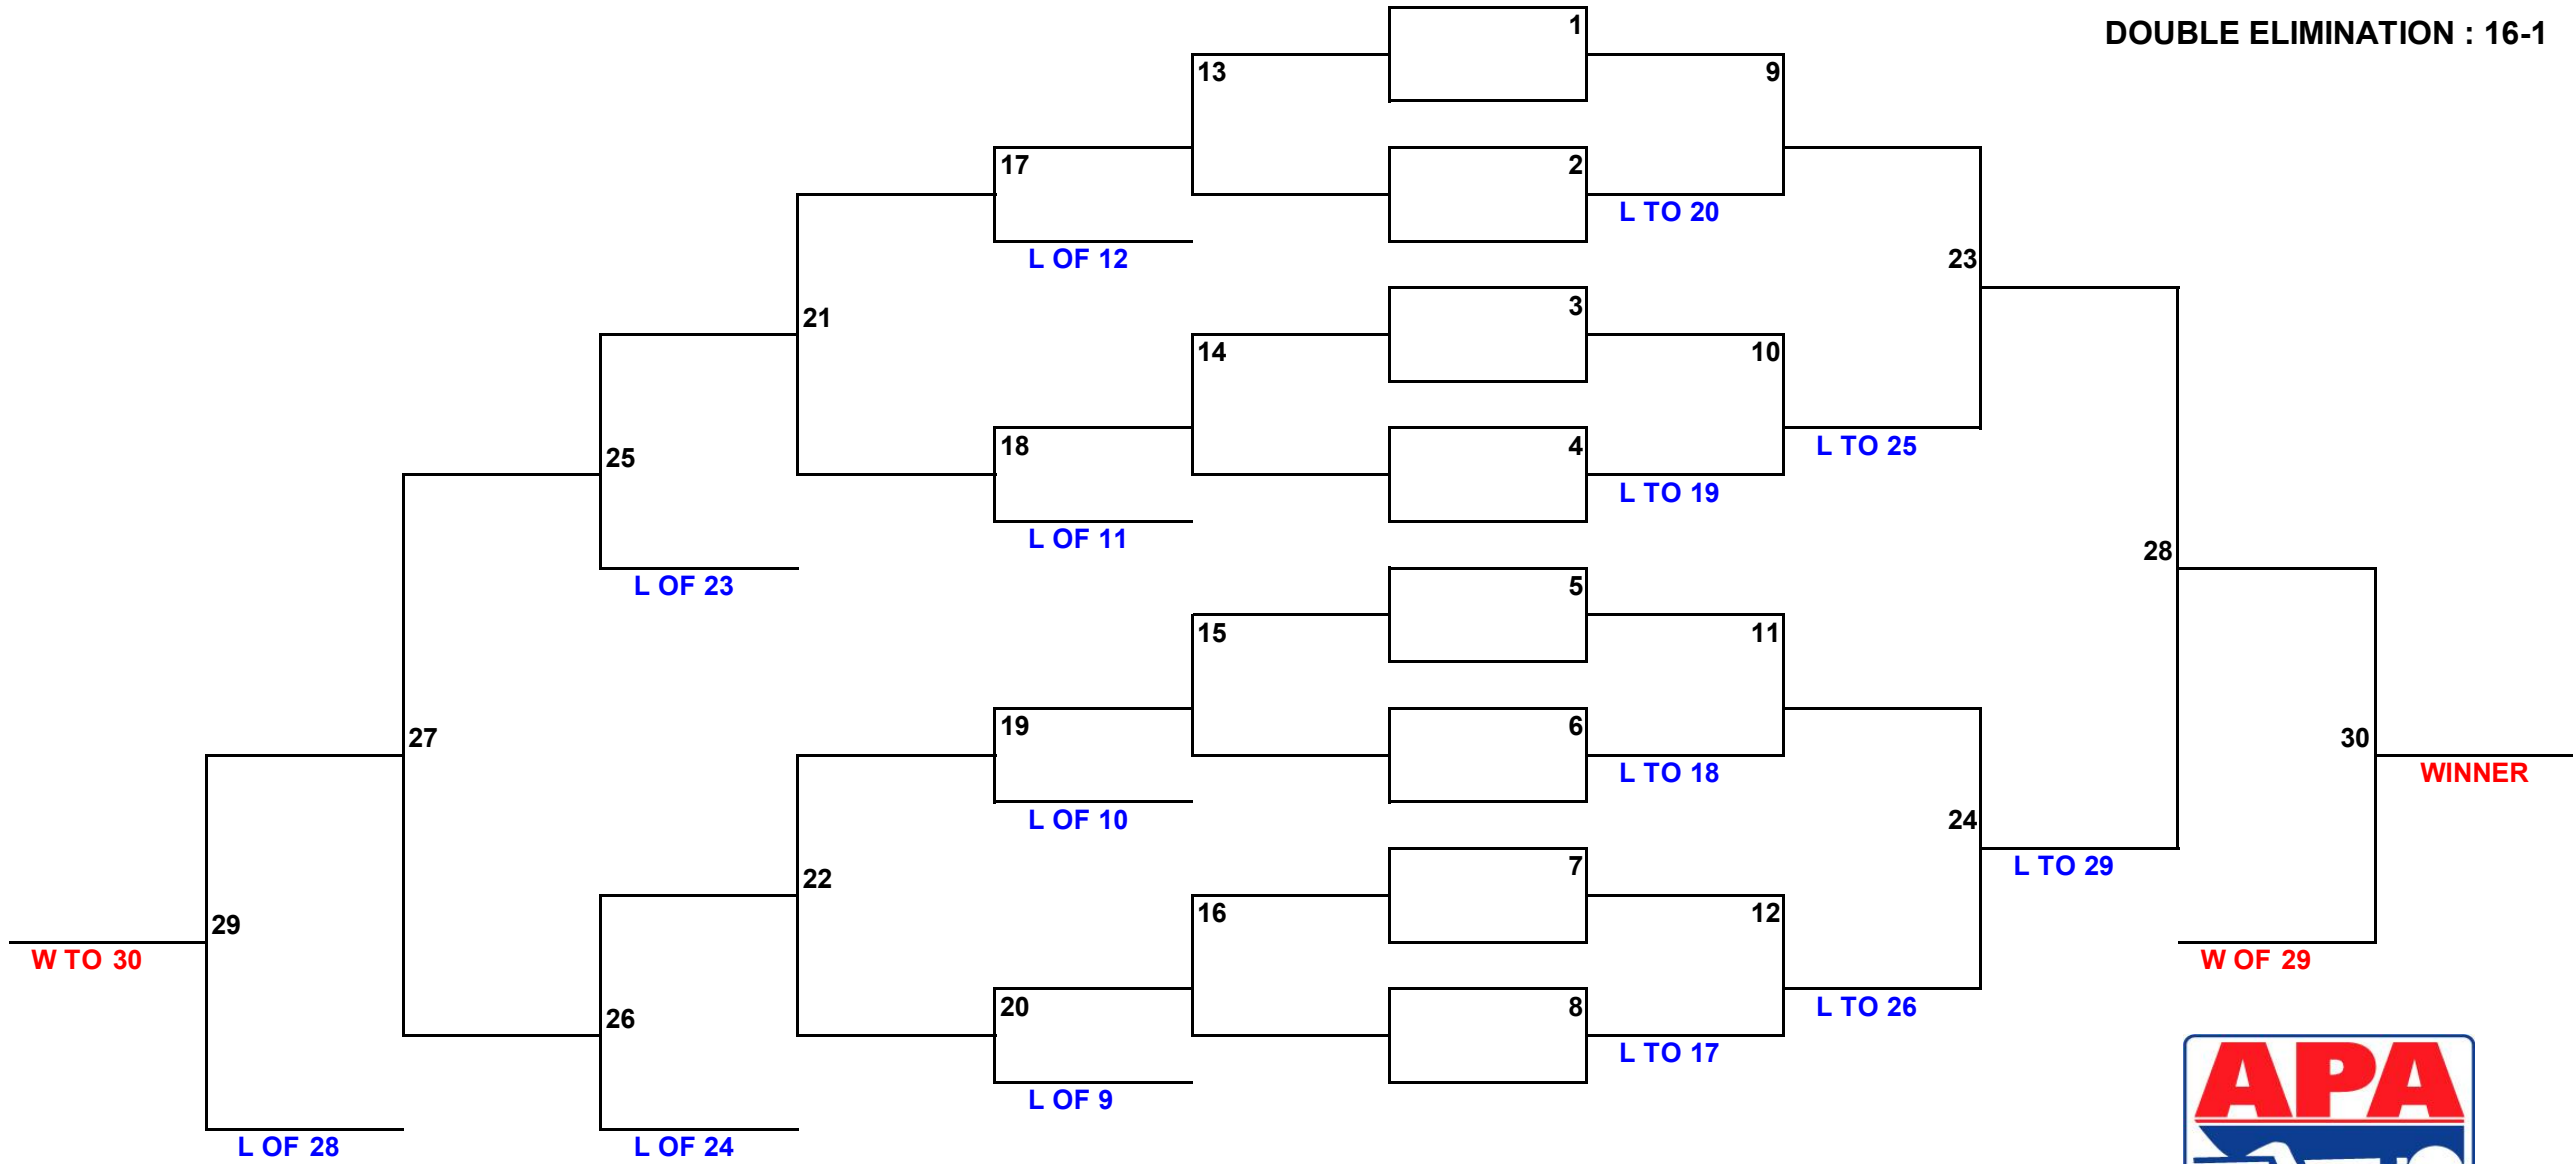 1
DOUBLE ELIMINATION : 16-1
13
9
17
2
L TO 20
L OF 12
23
3
21
14
10
18
4
L TO 25
25
L TO 19
L OF 11
28
L OF 23
5
15
11
19
6
27
30
L TO 18
WINNER
L OF 10
24
22
7
L TO 29
29
16
12
W TO 30
W OF 29
26
20
8
L TO 26
L TO 17
L OF 9
APA
L OF 28
L OF 24